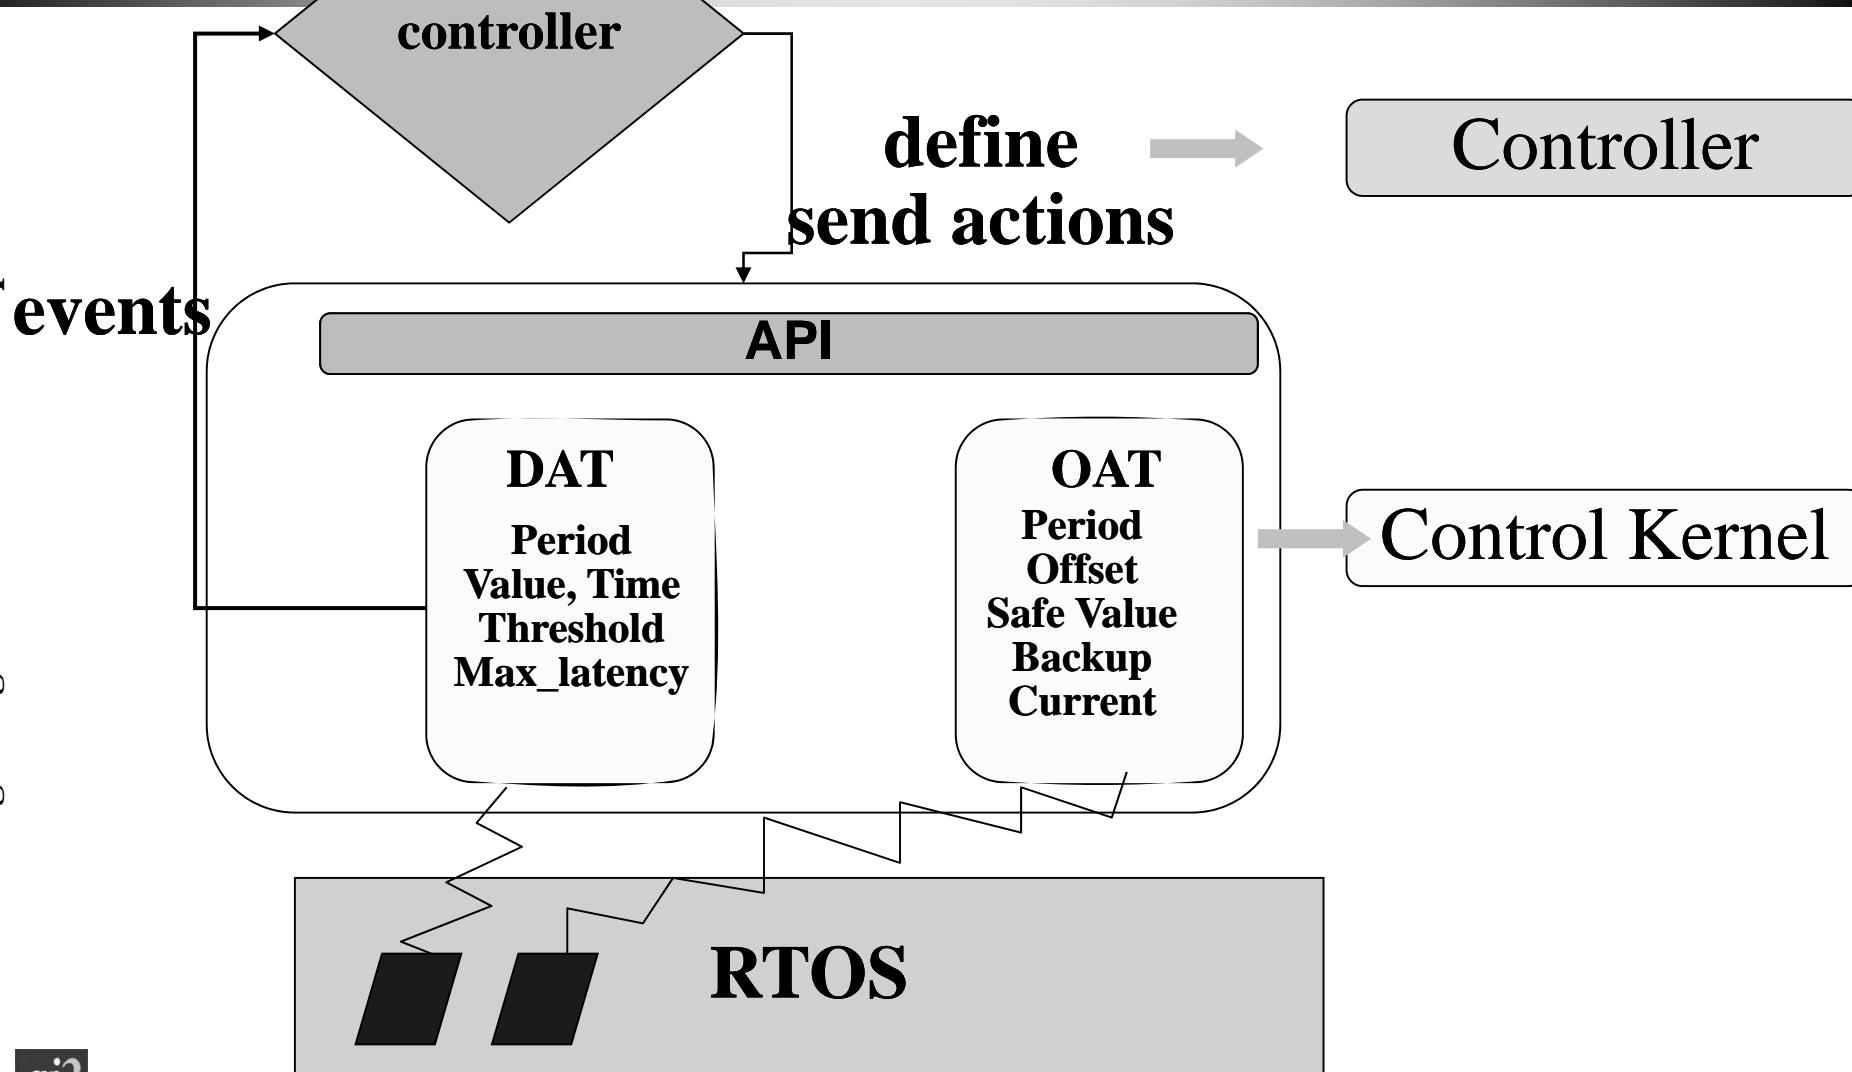 controller
define
send actions
Controller
events
API
DAT
Period
Value, Time
Threshold
Max_latency
OAT
Period
Offset
Safe Value
Backup
Current
Control Kernel
RTOS